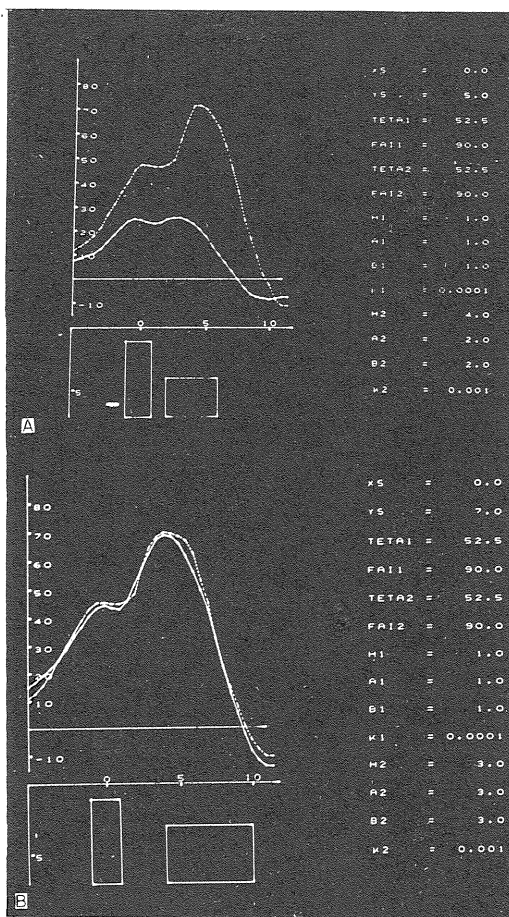 80
70
60
50
40
30
20
10
-10
0 5 10
5
A
XS = 0.0
YS = 5.0
TETA1 = 52.5
FAI1 = 90.0
TETA2 = 52.5
FAI2 = 90.0
H1 = 1.0
A1 = 1.0
B1 = 1.0
K1 = 0.0001
H2 = 4.0
A2 = 2.0
B2 = 2.0
K2 = 0.001
80
70
60
50
40
30
20
10
-10
0 5 10
5
B
XS = 0.0
YS = 7.0
TETA1 = 52.5
FAI1 = 90.0
TETA2 = 52.5
FAI2 = 90.0
H1 = 1.0
A1 = 1.0
B1 = 1.0
K1 = 0.0001
H2 = 3.0
A2 = 3.0
B2 = 3.0
K2 = 0.001